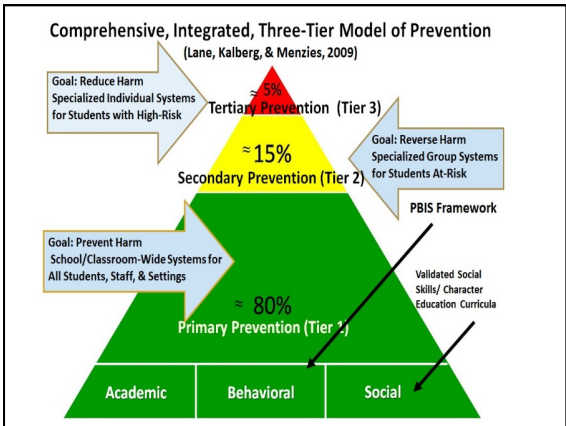 Comprehensive, Integrated, Three-Tier Model of Prevention
(Lane, Kalberg, & Menzies, 2009)
Goal: Reduce Harm
Specialized Individual Systems
for Students with High-Risk
≈ 5%
Tertiary Prevention (Tier 3)
Goal: Reverse Harm
Specialized Group Systems
for Students At-Risk
≈ 15%
Secondary Prevention (Tier 2)
PBIS Framework
Goal: Prevent Harm
School/Classroom-Wide Systems for
All Students, Staff, & Settings
Validated Social
Skills/ Character
Education Curricula
≈ 80%
Primary Prevention (Tier 1)
Academic
Behavioral
Social